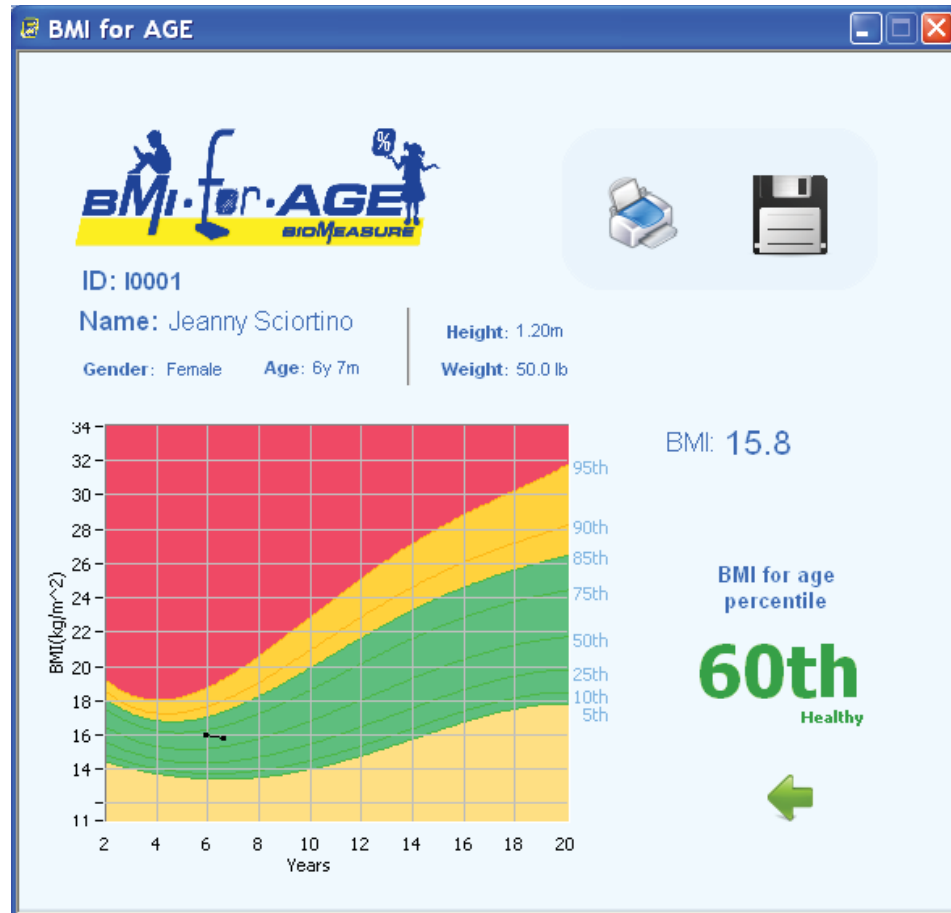 BMI for AGE
%
BMI·for·AGE
BIOMEASURE
ID: I0001
Name: Jeanny Sciortino
Gender: Female Age: 6y 7m
Height: 1.20m
Weight: 50.0 lb
BMI: 15.8
BMI for age
percentile
60th
Healthy
BMI(kg/m^2)
34
32
30
28
26
24
22
20
18
16
14
11
2 4 6 8 10 12 14 16 18 20
Years
95th
90th
85th
75th
50th
25th
10th
5th